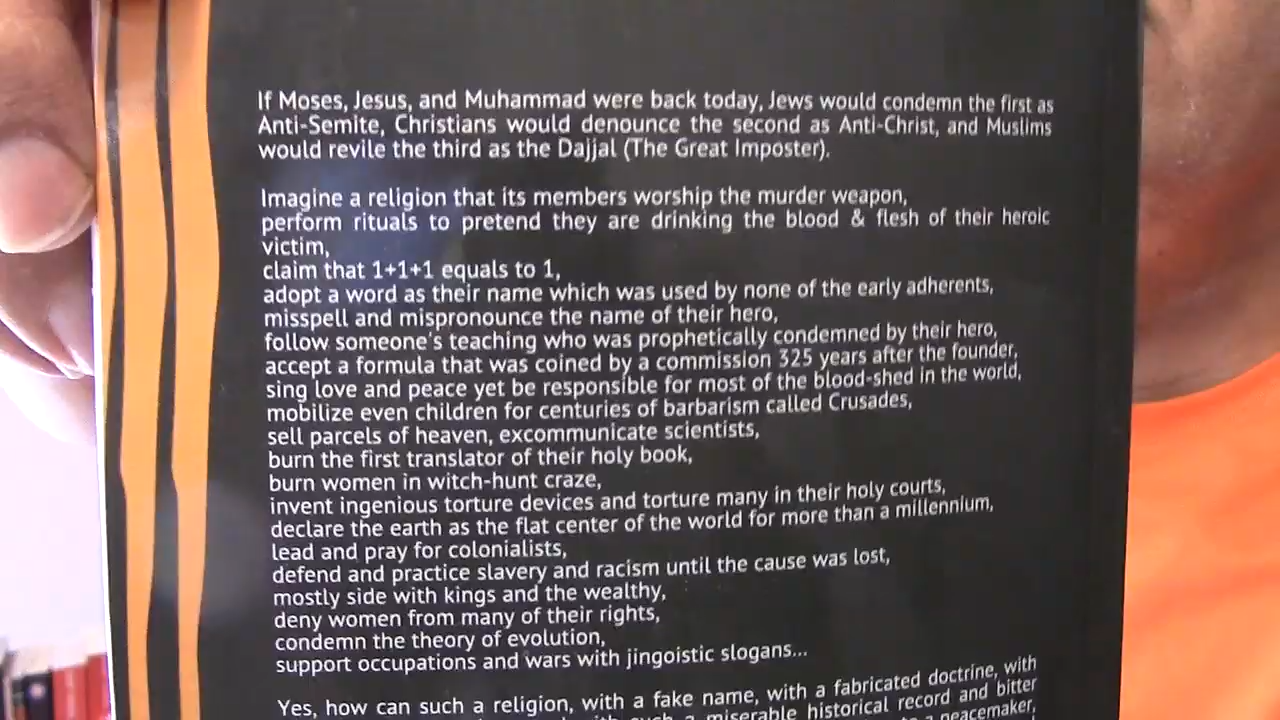 If Moses, Jesus, and Muhammad were back today, Jews would condemn the first as
Anti-Semite, Christians would denounce the second as Anti-Christ, and Muslims
would revile the third as the Dajjal (The Great Imposter).
Imagine a religion that its members worship the murder weapon,
perform rituals to pretend they are drinking the blood & flesh of their heroic
victim,
claim that 1+1+1 equals to 1,
adopt a word as their name which was used by none of the early adherents,
misspell and mispronounce the name of their hero,
follow someone's teaching who was prophetically condemned by their hero,
accept a formula that was coined by a commission 325 years after the founder,
sing love and peace yet be responsible for most of the blood-shed in the world,
mobilize even children for centuries of barbarism called Crusades,
sell parcels of heaven, excommunicate scientists,
burn the first translator of their holy book,
burn women in witch-hunt craze,
invent ingenious torture devices and torture many in their holy courts,
declare the earth as the flat center of the world for more than a millennium,
lead and pray for colonialists,
defend and practice slavery and racism until the cause was lost,
mostly side with kings and the wealthy,
deny women from many of their rights,
condemn the theory of evolution,
support occupations and wars with jingoistic slogans...
Yes, how can such a religion, with a fake name, with a fabricated doctrine, with
such a miserable historical record and bitter
a peacemaker,